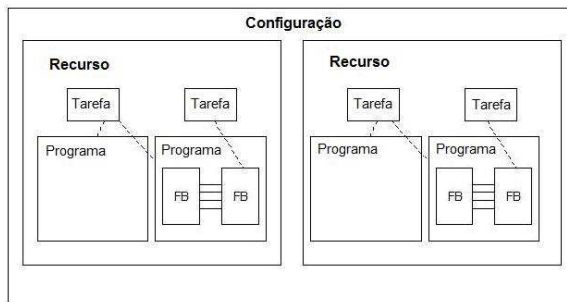 Configuração
Recurso
Recurso
Tarefa
Tarefa
Tarefa
Tarefa
Programa
Programa
Programa
Programa
FB
FB
FB
FB